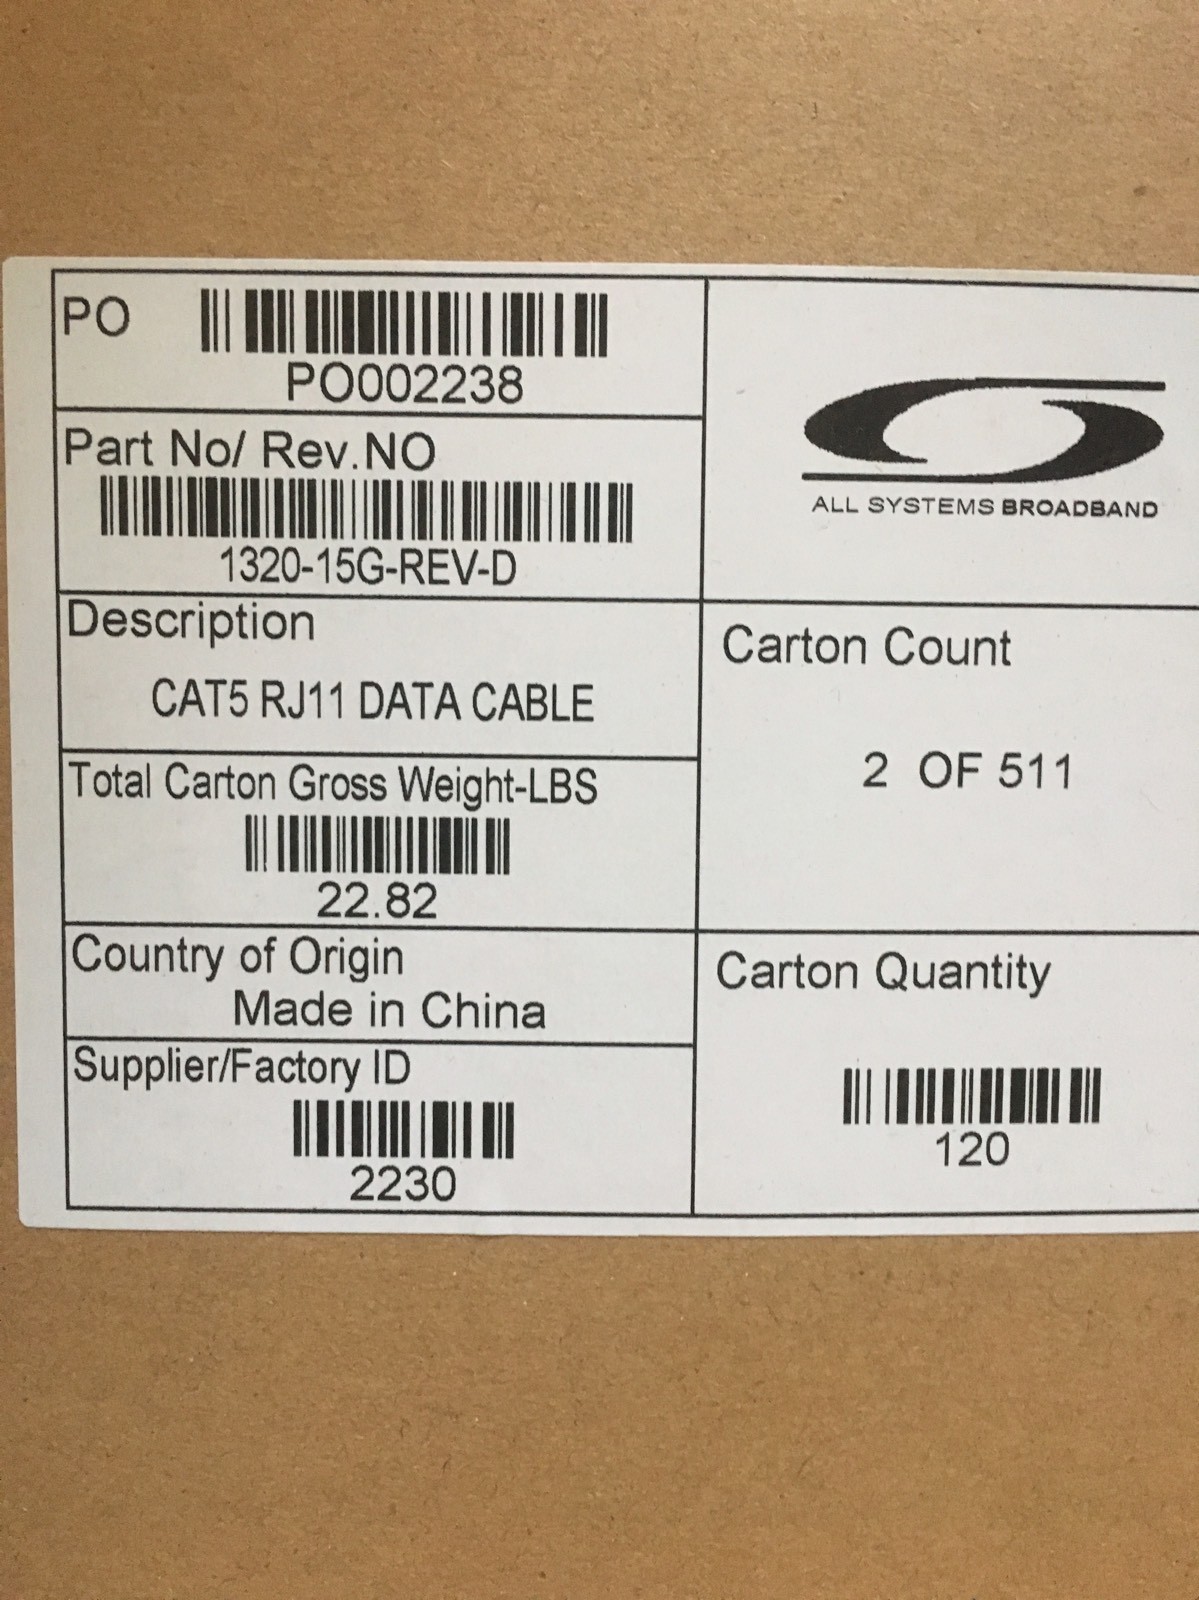 PO
PO002238
Part No/ Rev.NO
1320-15G-REV-D
Description
CAT5 RJ11 DATA CABLE
Total Carton Gross Weight-LBS
22.82
Country of Origin
Made in China
Supplier/Factory ID
2230
ALL SYSTEMS BROADBAND
Carton Count
2 OF 511
Carton Quantity
120